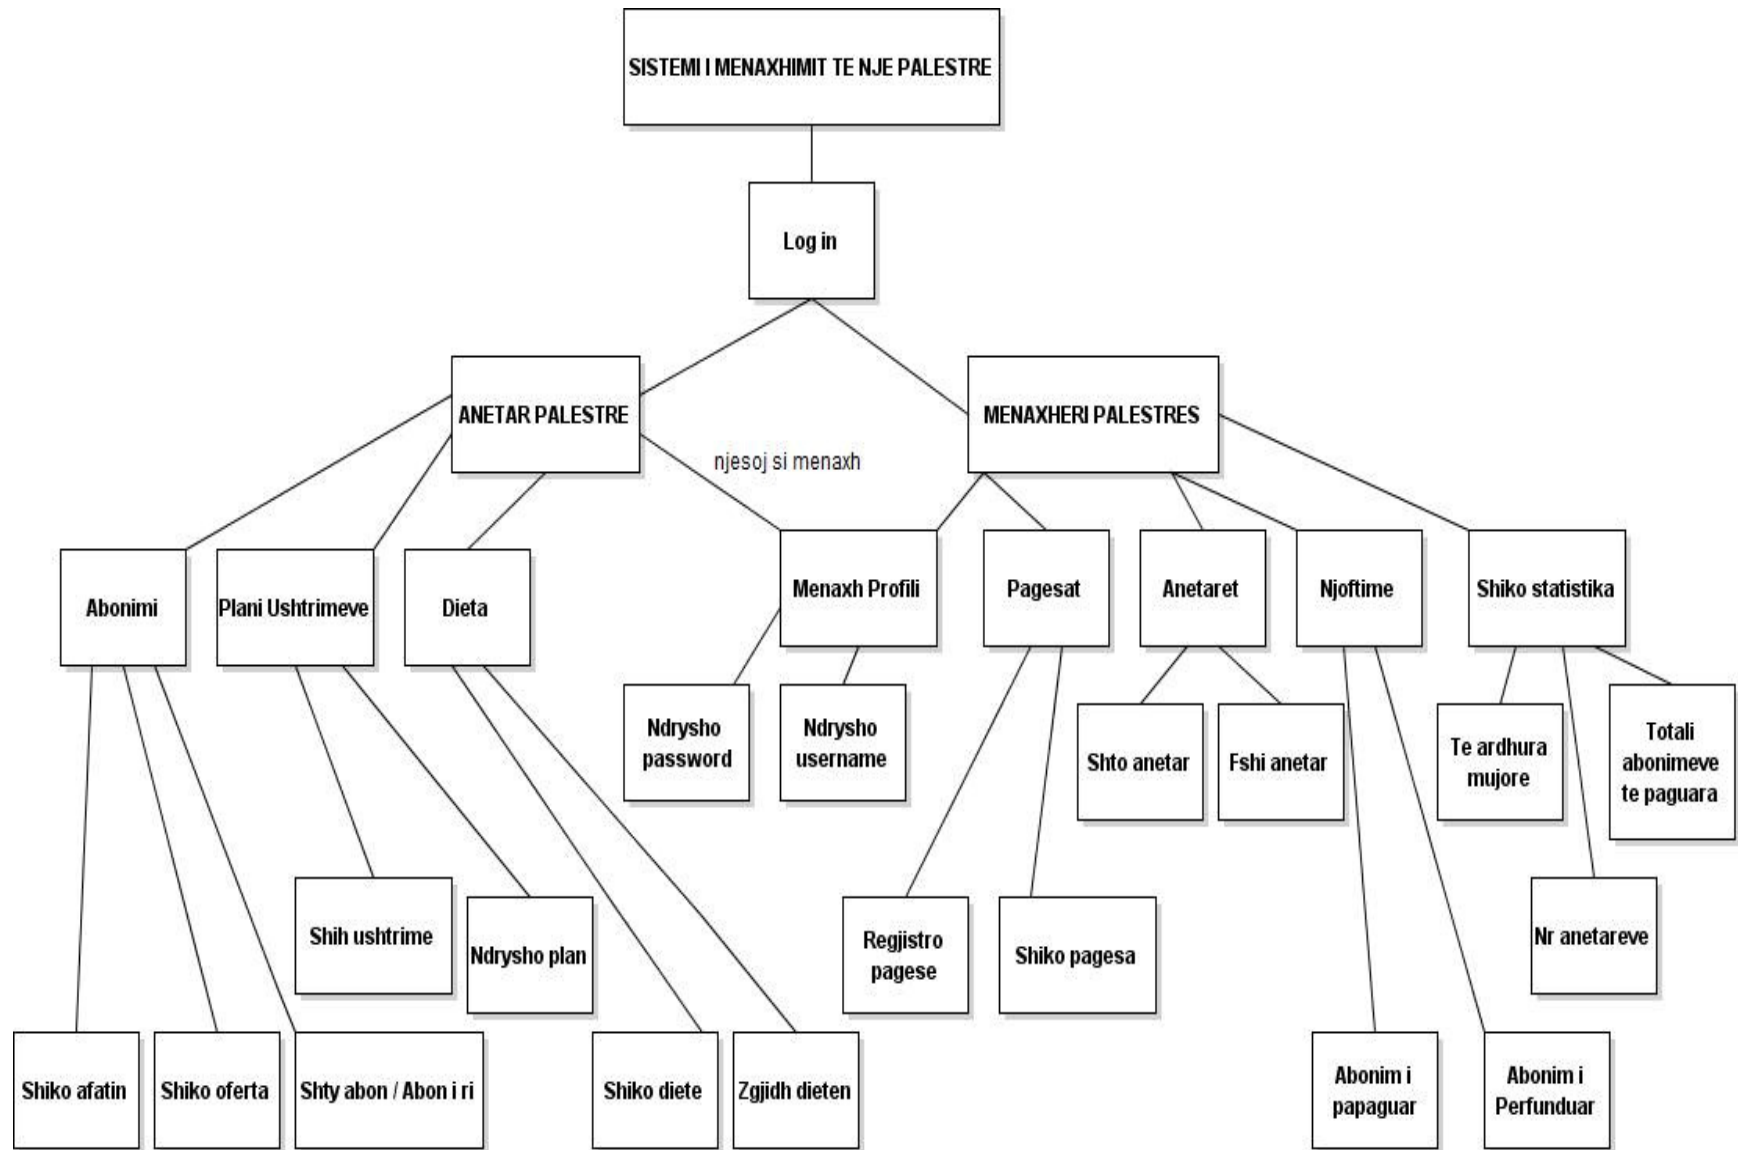 SISTEMI I MENAXHIMIT TE NJE PALESTRE
Log in
ANETAR PALESTRE
MENAXHERI PALESTRES
njesoj si menaxh
Abonimi
Plani Ushtrimeve
Dieta
Menaxh Profili
Pagesat
Anetaret
Njoftime
Shiko statistika
Ndrysho
password
Ndrysho
username
Shto anetar
Fshi anetar
Te ardhura
mujore
Totali
abonimeve
te paguara
Shih ushtrime
Ndrysho plan
Regjistro
pagese
Shiko pagesa
Nr anetareve
Shiko afatin
Shiko oferta
Shty abon / Abon i ri
Shiko diete
Zgjidh dieten
Abonim i
papaguar
Abonim i
Perfunduar